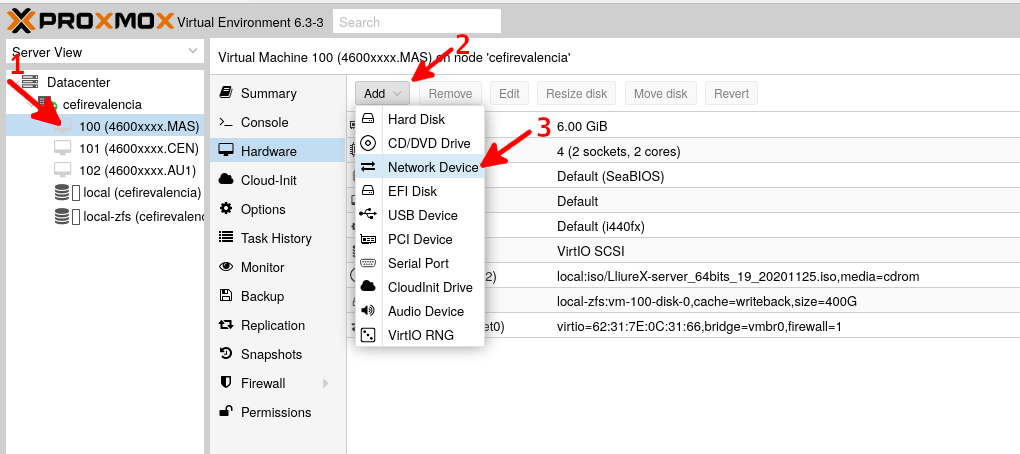 PROXMOX Virtual Environment 6.3-3 Search
Server View
Virtual Machine 100 (4600xxxx.MAS) on node 'cefirevalencia'
1
2
3
Datacenter
cefirevalencia
100 (4600xxxx.MAS)
101 (4600xxxx.CEN)
102 (4600xxxx.AU1)
local (cefirevalencia)
local-zfs (cefirevalenc
Summary
Console
Hardware
Cloud-Init
Options
Task History
Monitor
Backup
Replication
Snapshots
Firewall
Permissions
Add Remove Edit Resize disk Move disk Revert
Hard Disk
CD/DVD Drive
Network Device
EFI Disk
USB Device
PCI Device
Serial Port
CloudInit Drive
Audio Device
VirtIO RNG
6.00 GiB
4 (2 sockets, 2 cores)
Default (SeaBIOS)
Default
Default (i440fx)
VirtIO SCSI
2) local:iso/LliureX-server_64bits_19_20201125.iso,media=cdrom
local-zfs:vm-100-disk-0,cache=writeback,size=400G
et0) virtio=62:31:7E:0C:31:66,bridge=vmbr0,firewall=1